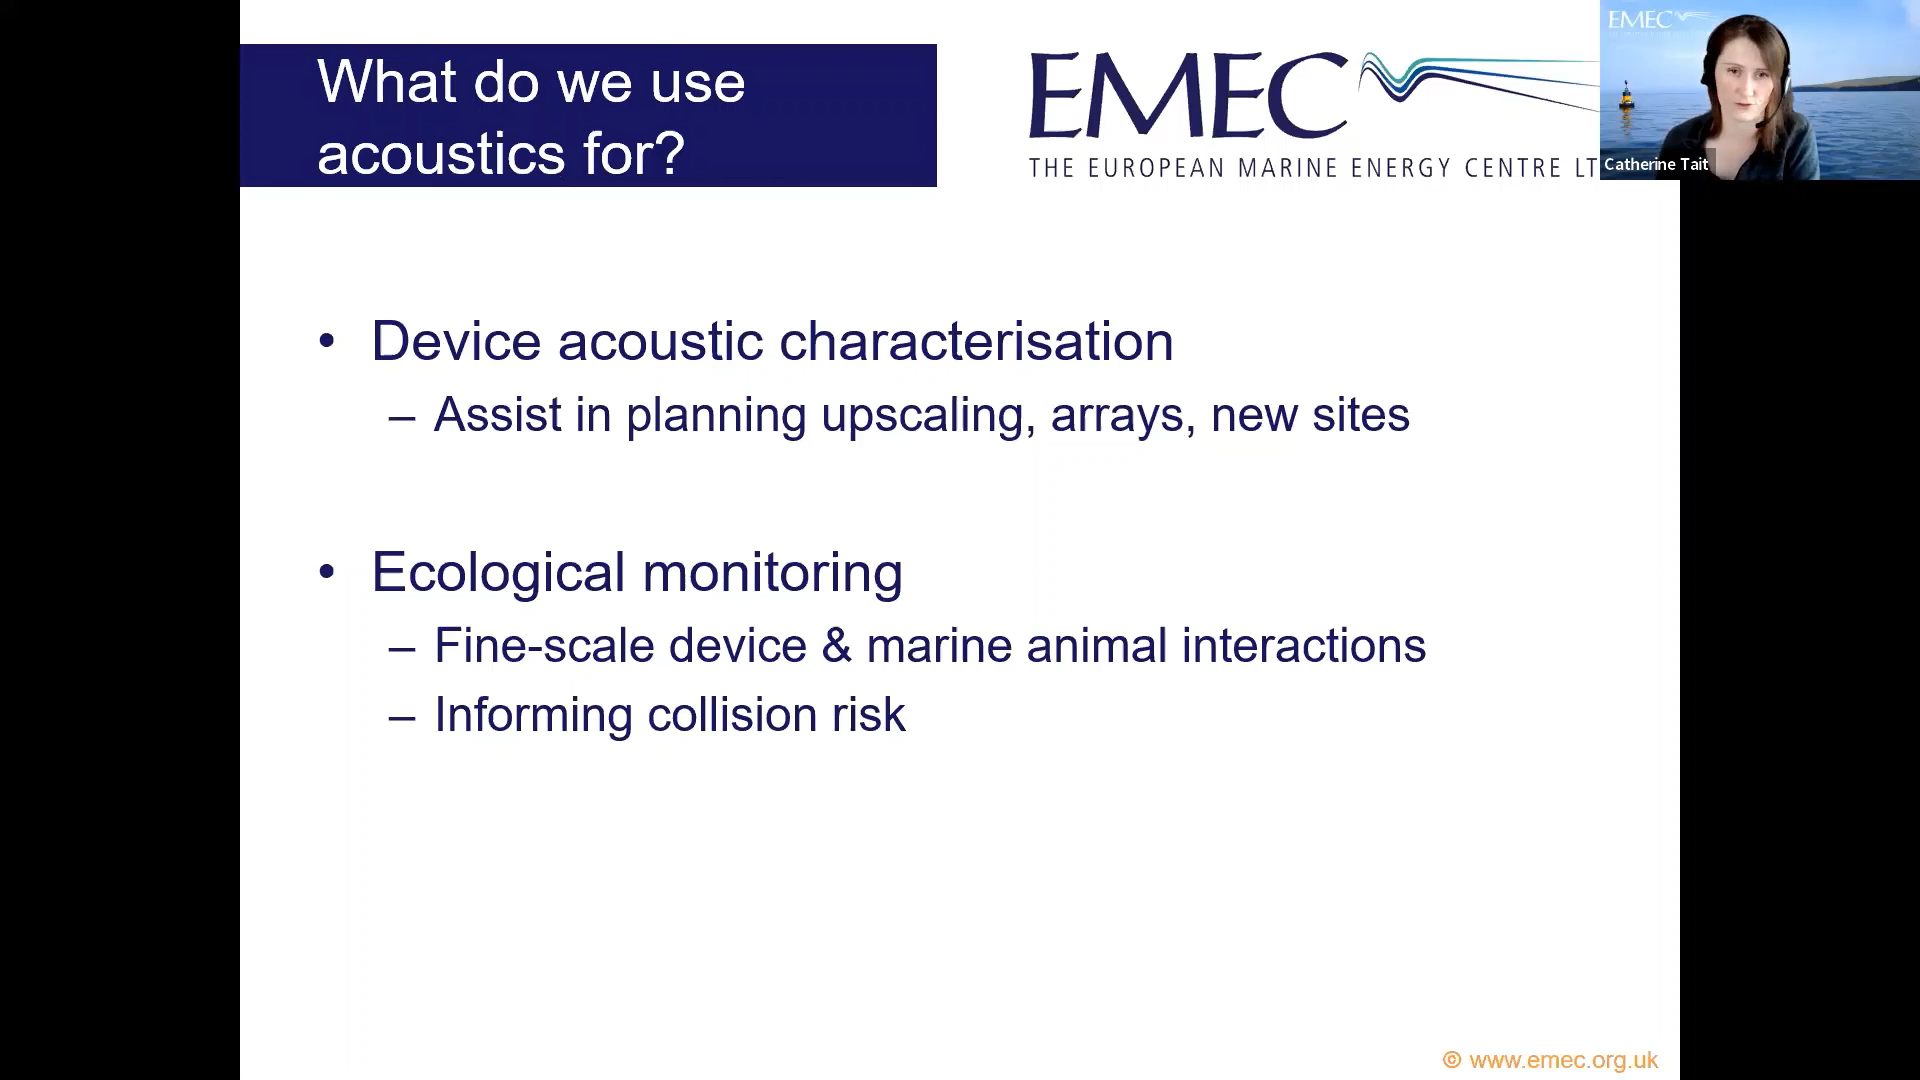 What do we use
acoustics for?
EMEC
THE EUROPEAN MARINE ENERGY CENTRE LT
EMEC
Catherine Tait
• Device acoustic characterisation
– Assist in planning upscaling, arrays, new sites
• Ecological monitoring
– Fine-scale device & marine animal interactions
– Informing collision risk
© www.emec.org.uk